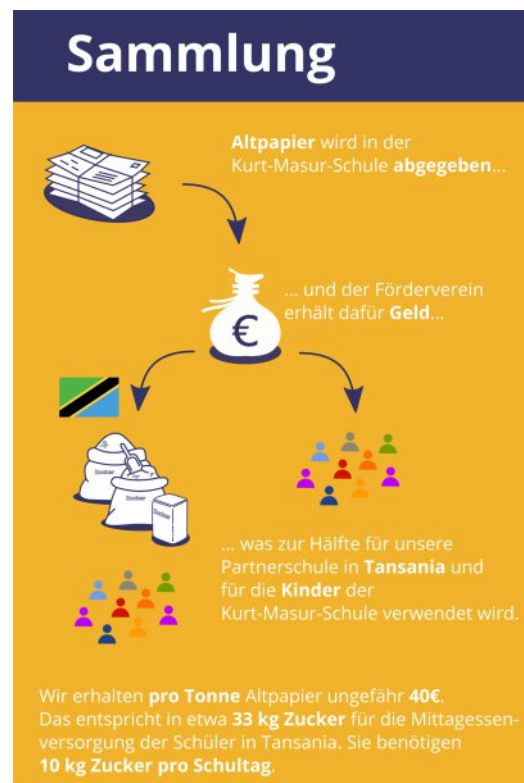 Sammlung
Altpapier wird in der
Kurt-Masur-Schule abgegeben...
... und der Förderverein
erhält dafür Geld...
€
Zucker
Zucker
Zucker
... was zur Hälfte für unsere
Partnerschule in Tansania und
für die Kinder der
Kurt-Masur-Schule verwendet wird.
Wir erhalten pro Tonne Altpapier ungefähr 40€.
Das entspricht in etwa 33 kg Zucker für die Mittagessen-
versorgung der Schüler in Tansania. Sie benötigen
10 kg Zucker pro Schultag.